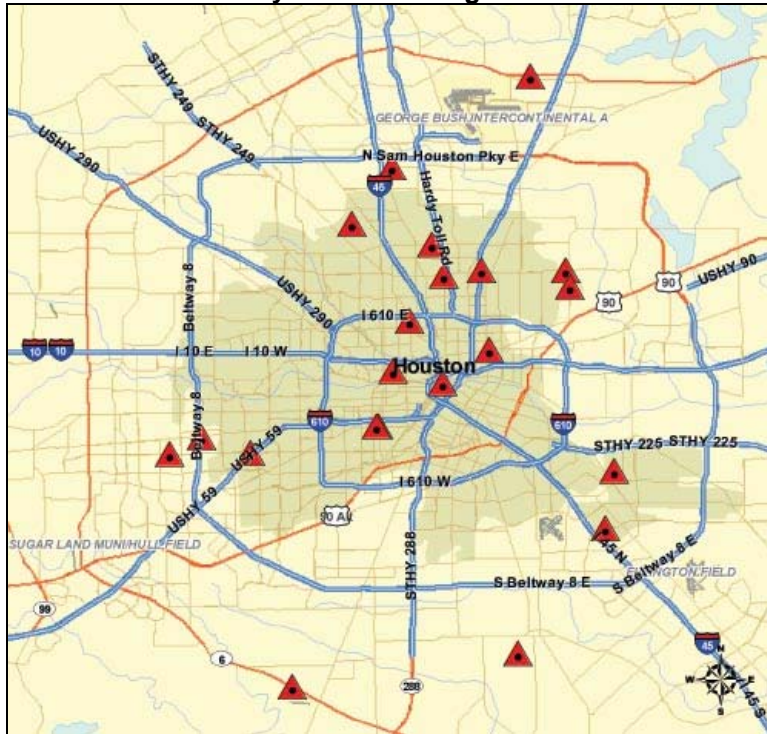 STHY 249
STHY 249
GEORGE BUSH INTERCONTINENTAL A
USHY 290
N Sam Houston Pky E
45
Hardy Toll Rd
Beltway 8
USHY 290
90
USHY 90
90
I 610 E
10
10
I 10 E
I 10 W
Houston
Beltway 8
610
610
USHY 59
STHY 225
STHY 225
I 610 W
USHY 59
SUGAR LAND MUNI/HULL FIELD
STHY 288
45-N
S Beltway 8 E
S Beltway 8 E
99
6
288
45
I 45-S
N
W
E
S